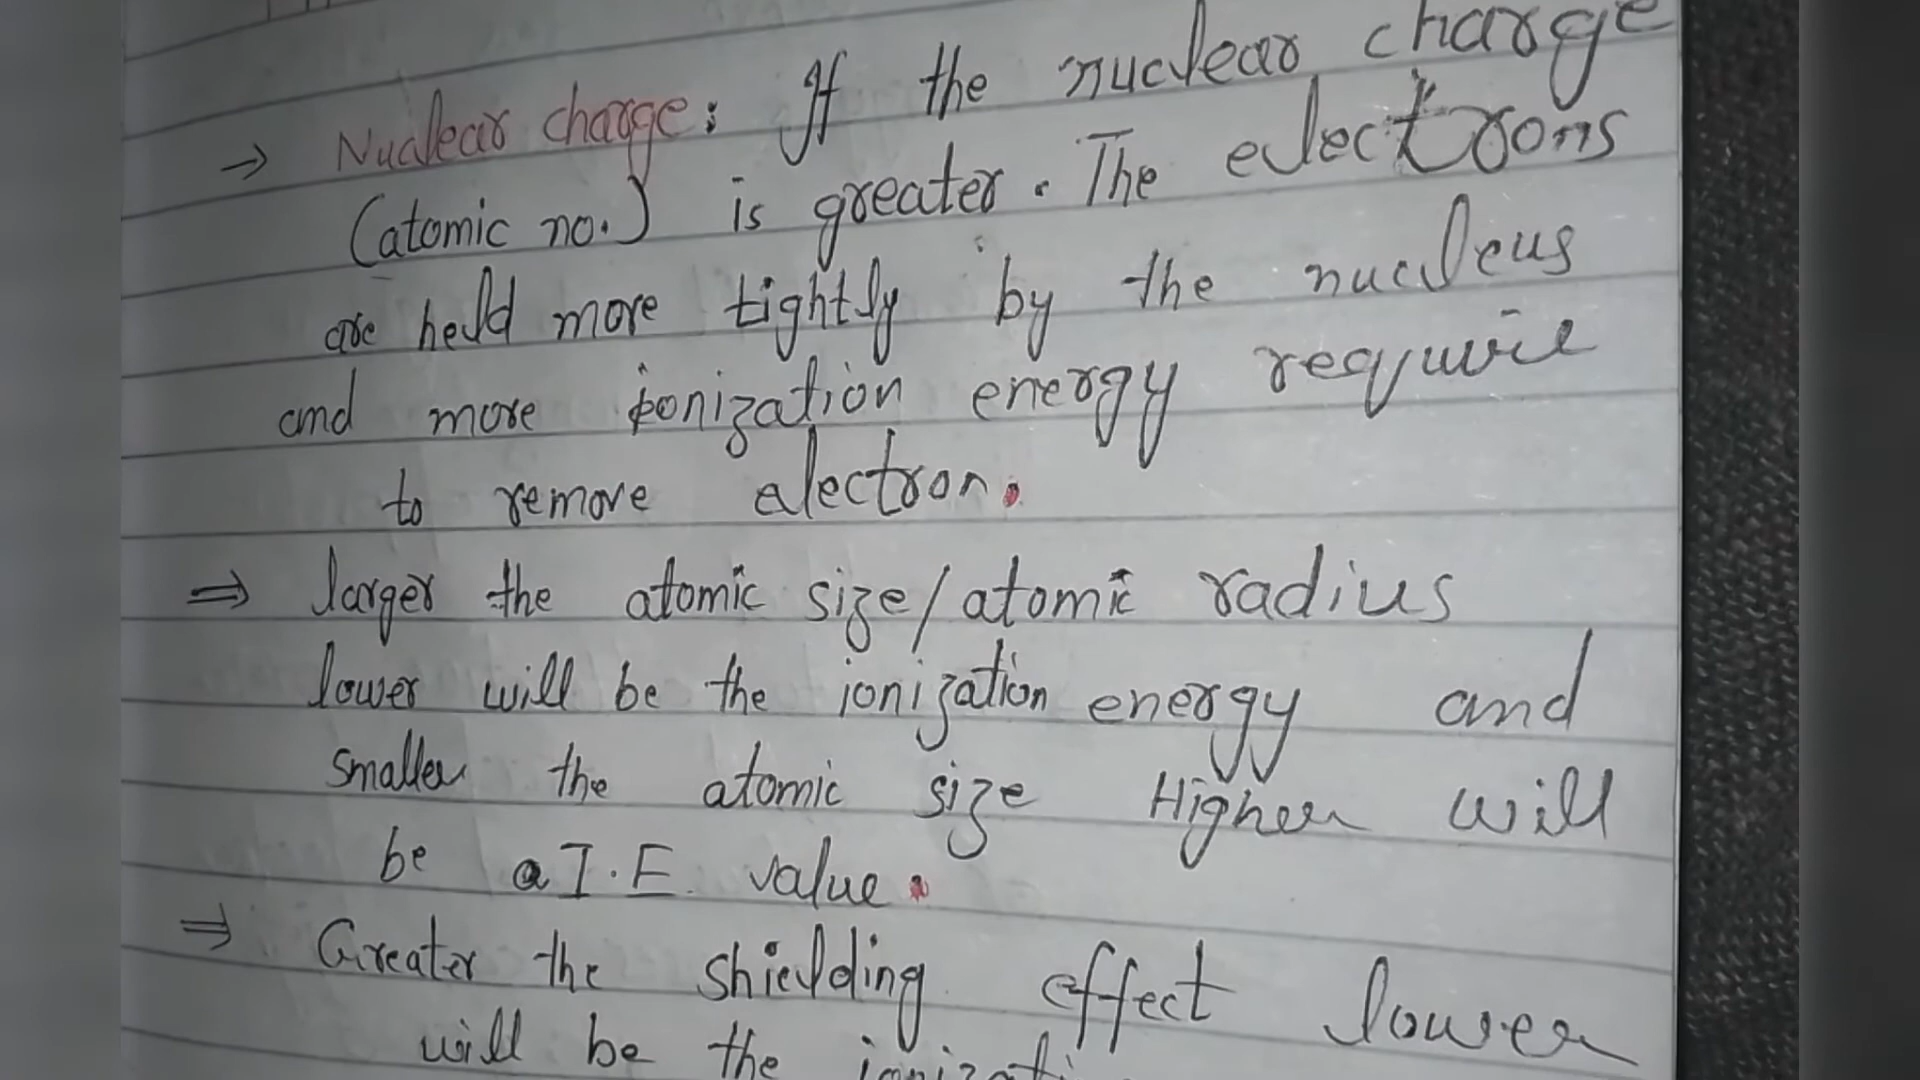 → Nuclear charge: If the nuclear charge
(atomic no.) is greater. The electrons
are held more tightly by the nucleus
and more ionization energy require
to remove electron.
⇒ larger the atomic size/atomic radius
lower will be the ionization energy and
smaller the atomic size Higher will
be a I.E. value.
⇒ Greater the shielding effect lower
will be the